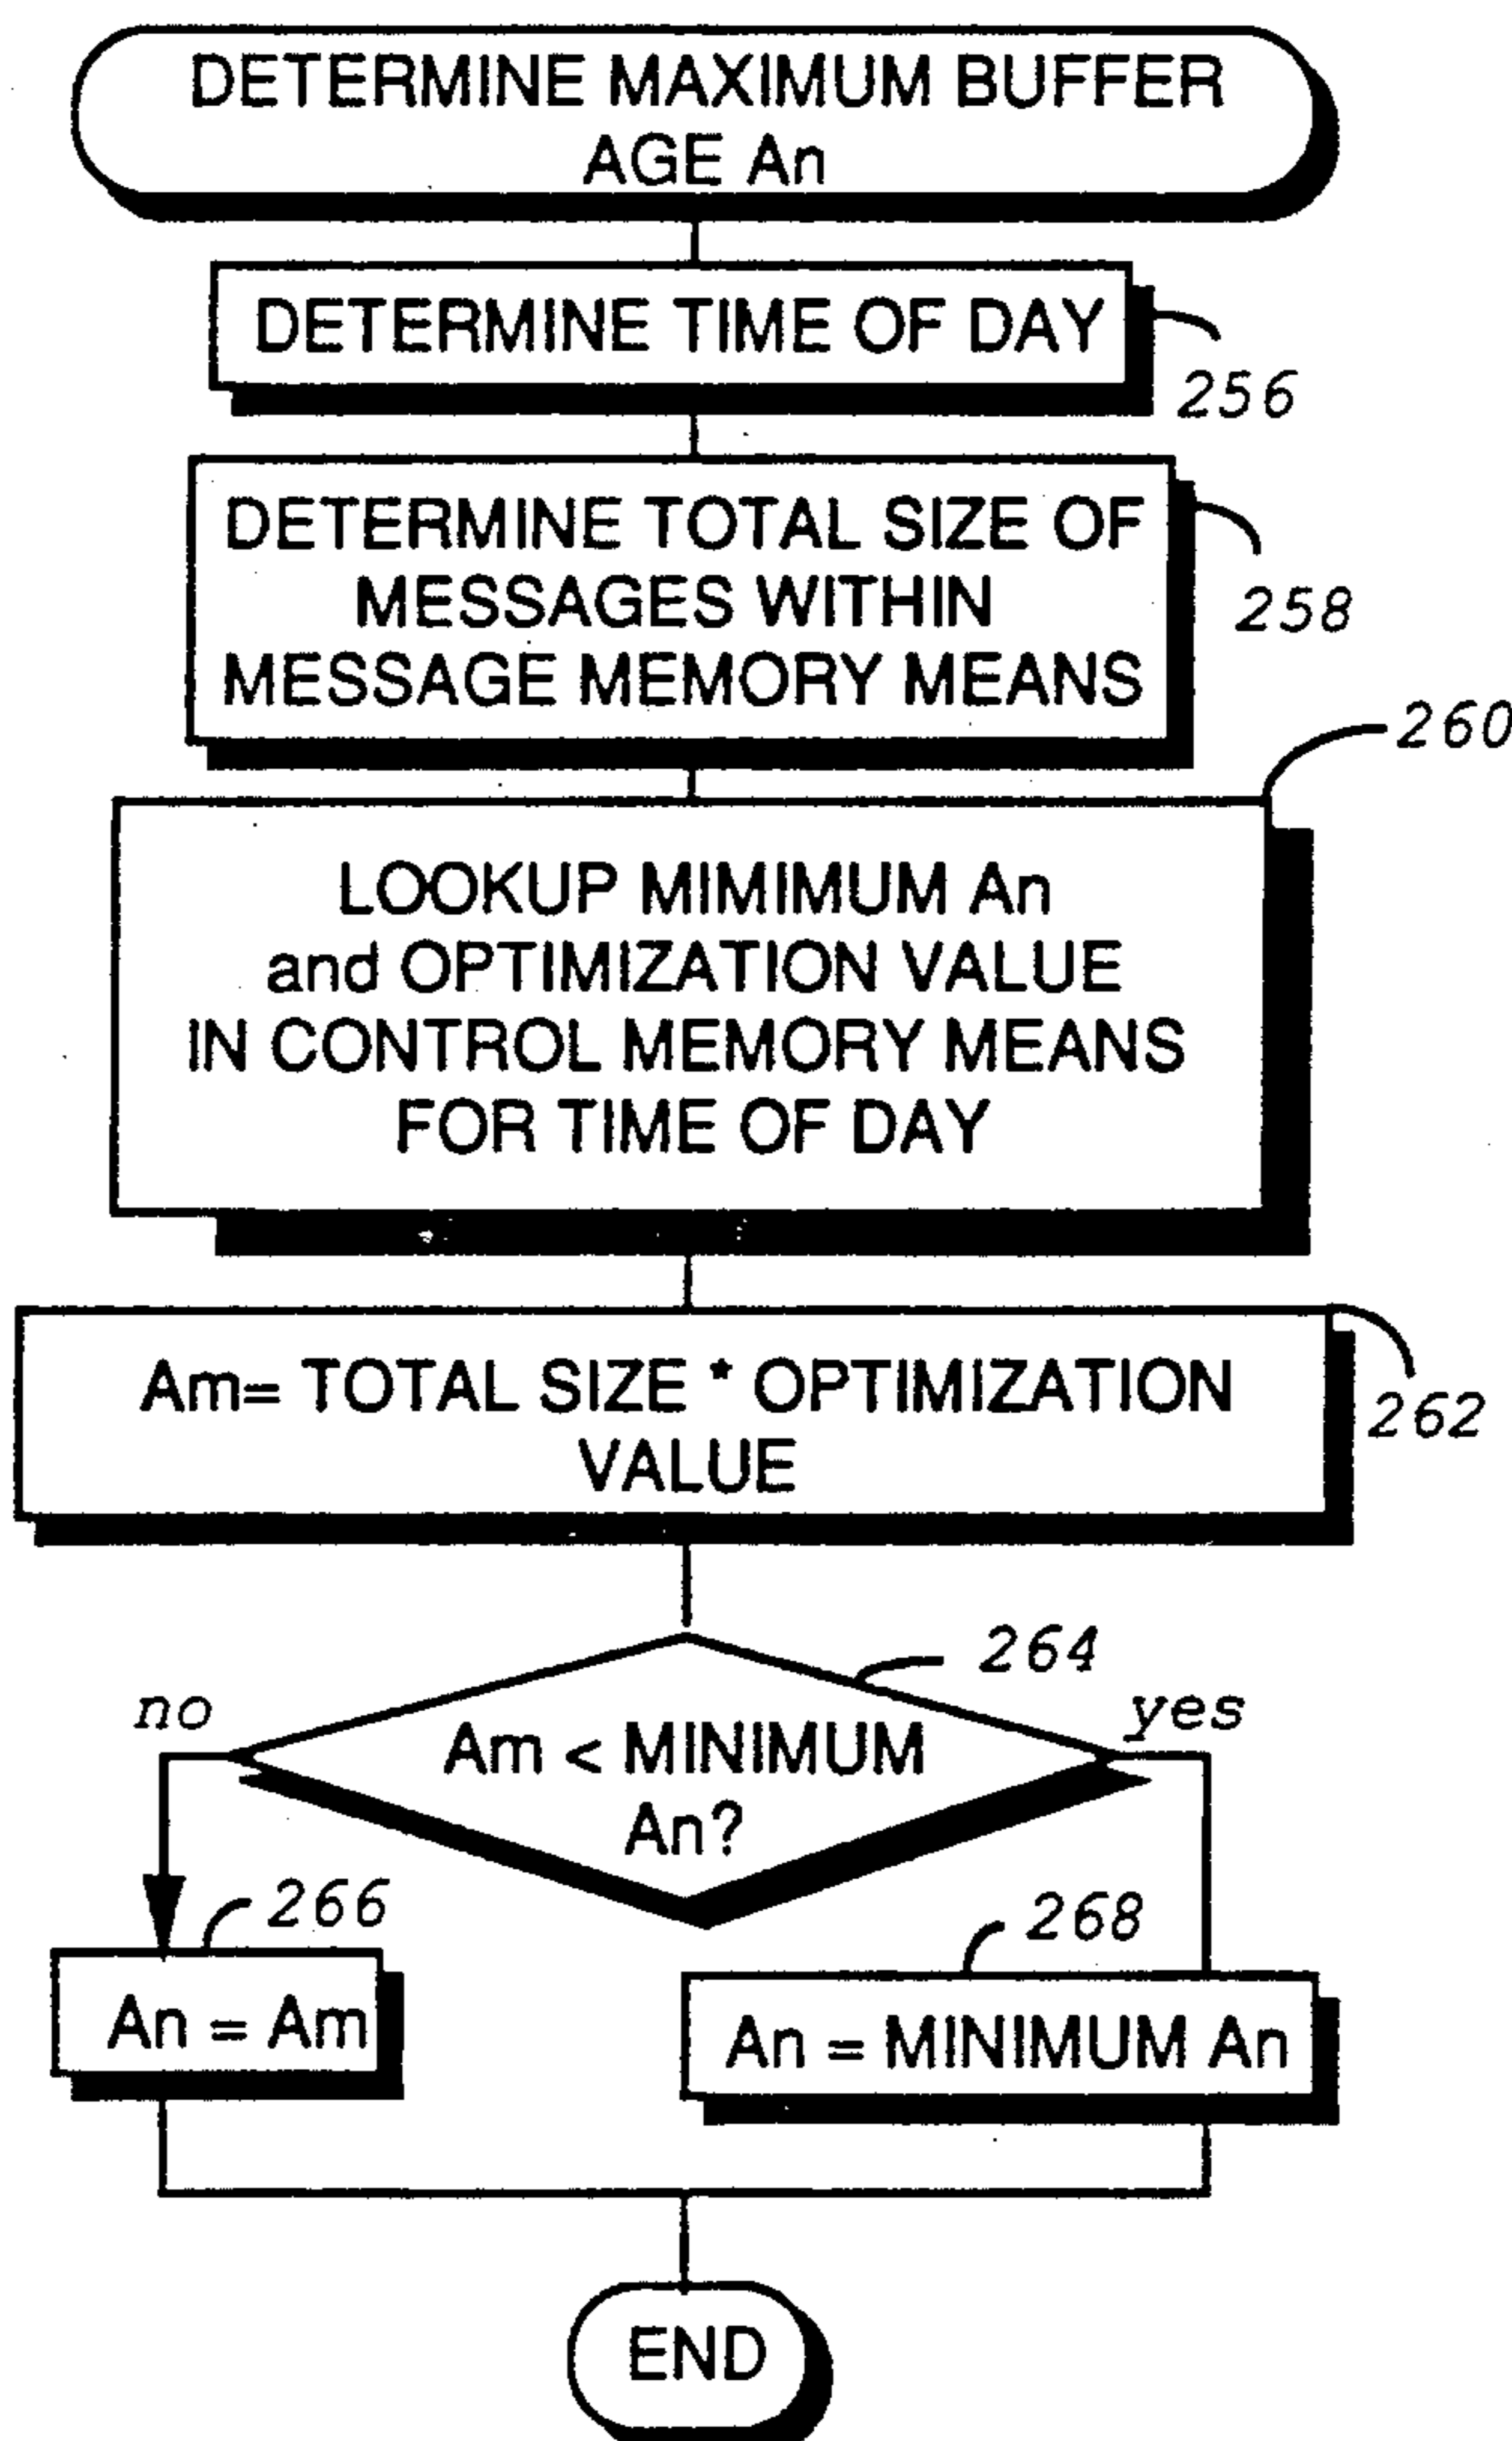 DETERMINE MAXIMUM BUFFER
AGE An
DETERMINE TIME OF DAY
256
DETERMINE TOTAL SIZE OF
MESSAGES WITHIN
MESSAGE MEMORY MEANS
258
260
LOOKUP MIMIMUM An
and OPTIMIZATION VALUE
IN CONTROL MEMORY MEANS
FOR TIME OF DAY
Am= TOTAL SIZE * OPTIMIZATION
VALUE
262
264
no
yes
Am < MINIMUM
An?
266
268
An = Am
An = MINIMUM An
END